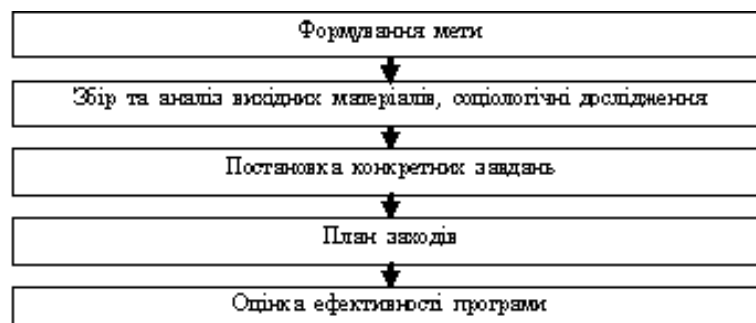 Формування мети
Збір та аналіз вихідних матеріалів, соціологічні дослідження
Постановка конкретних завдань
План заходів
Оцінка ефективності програми